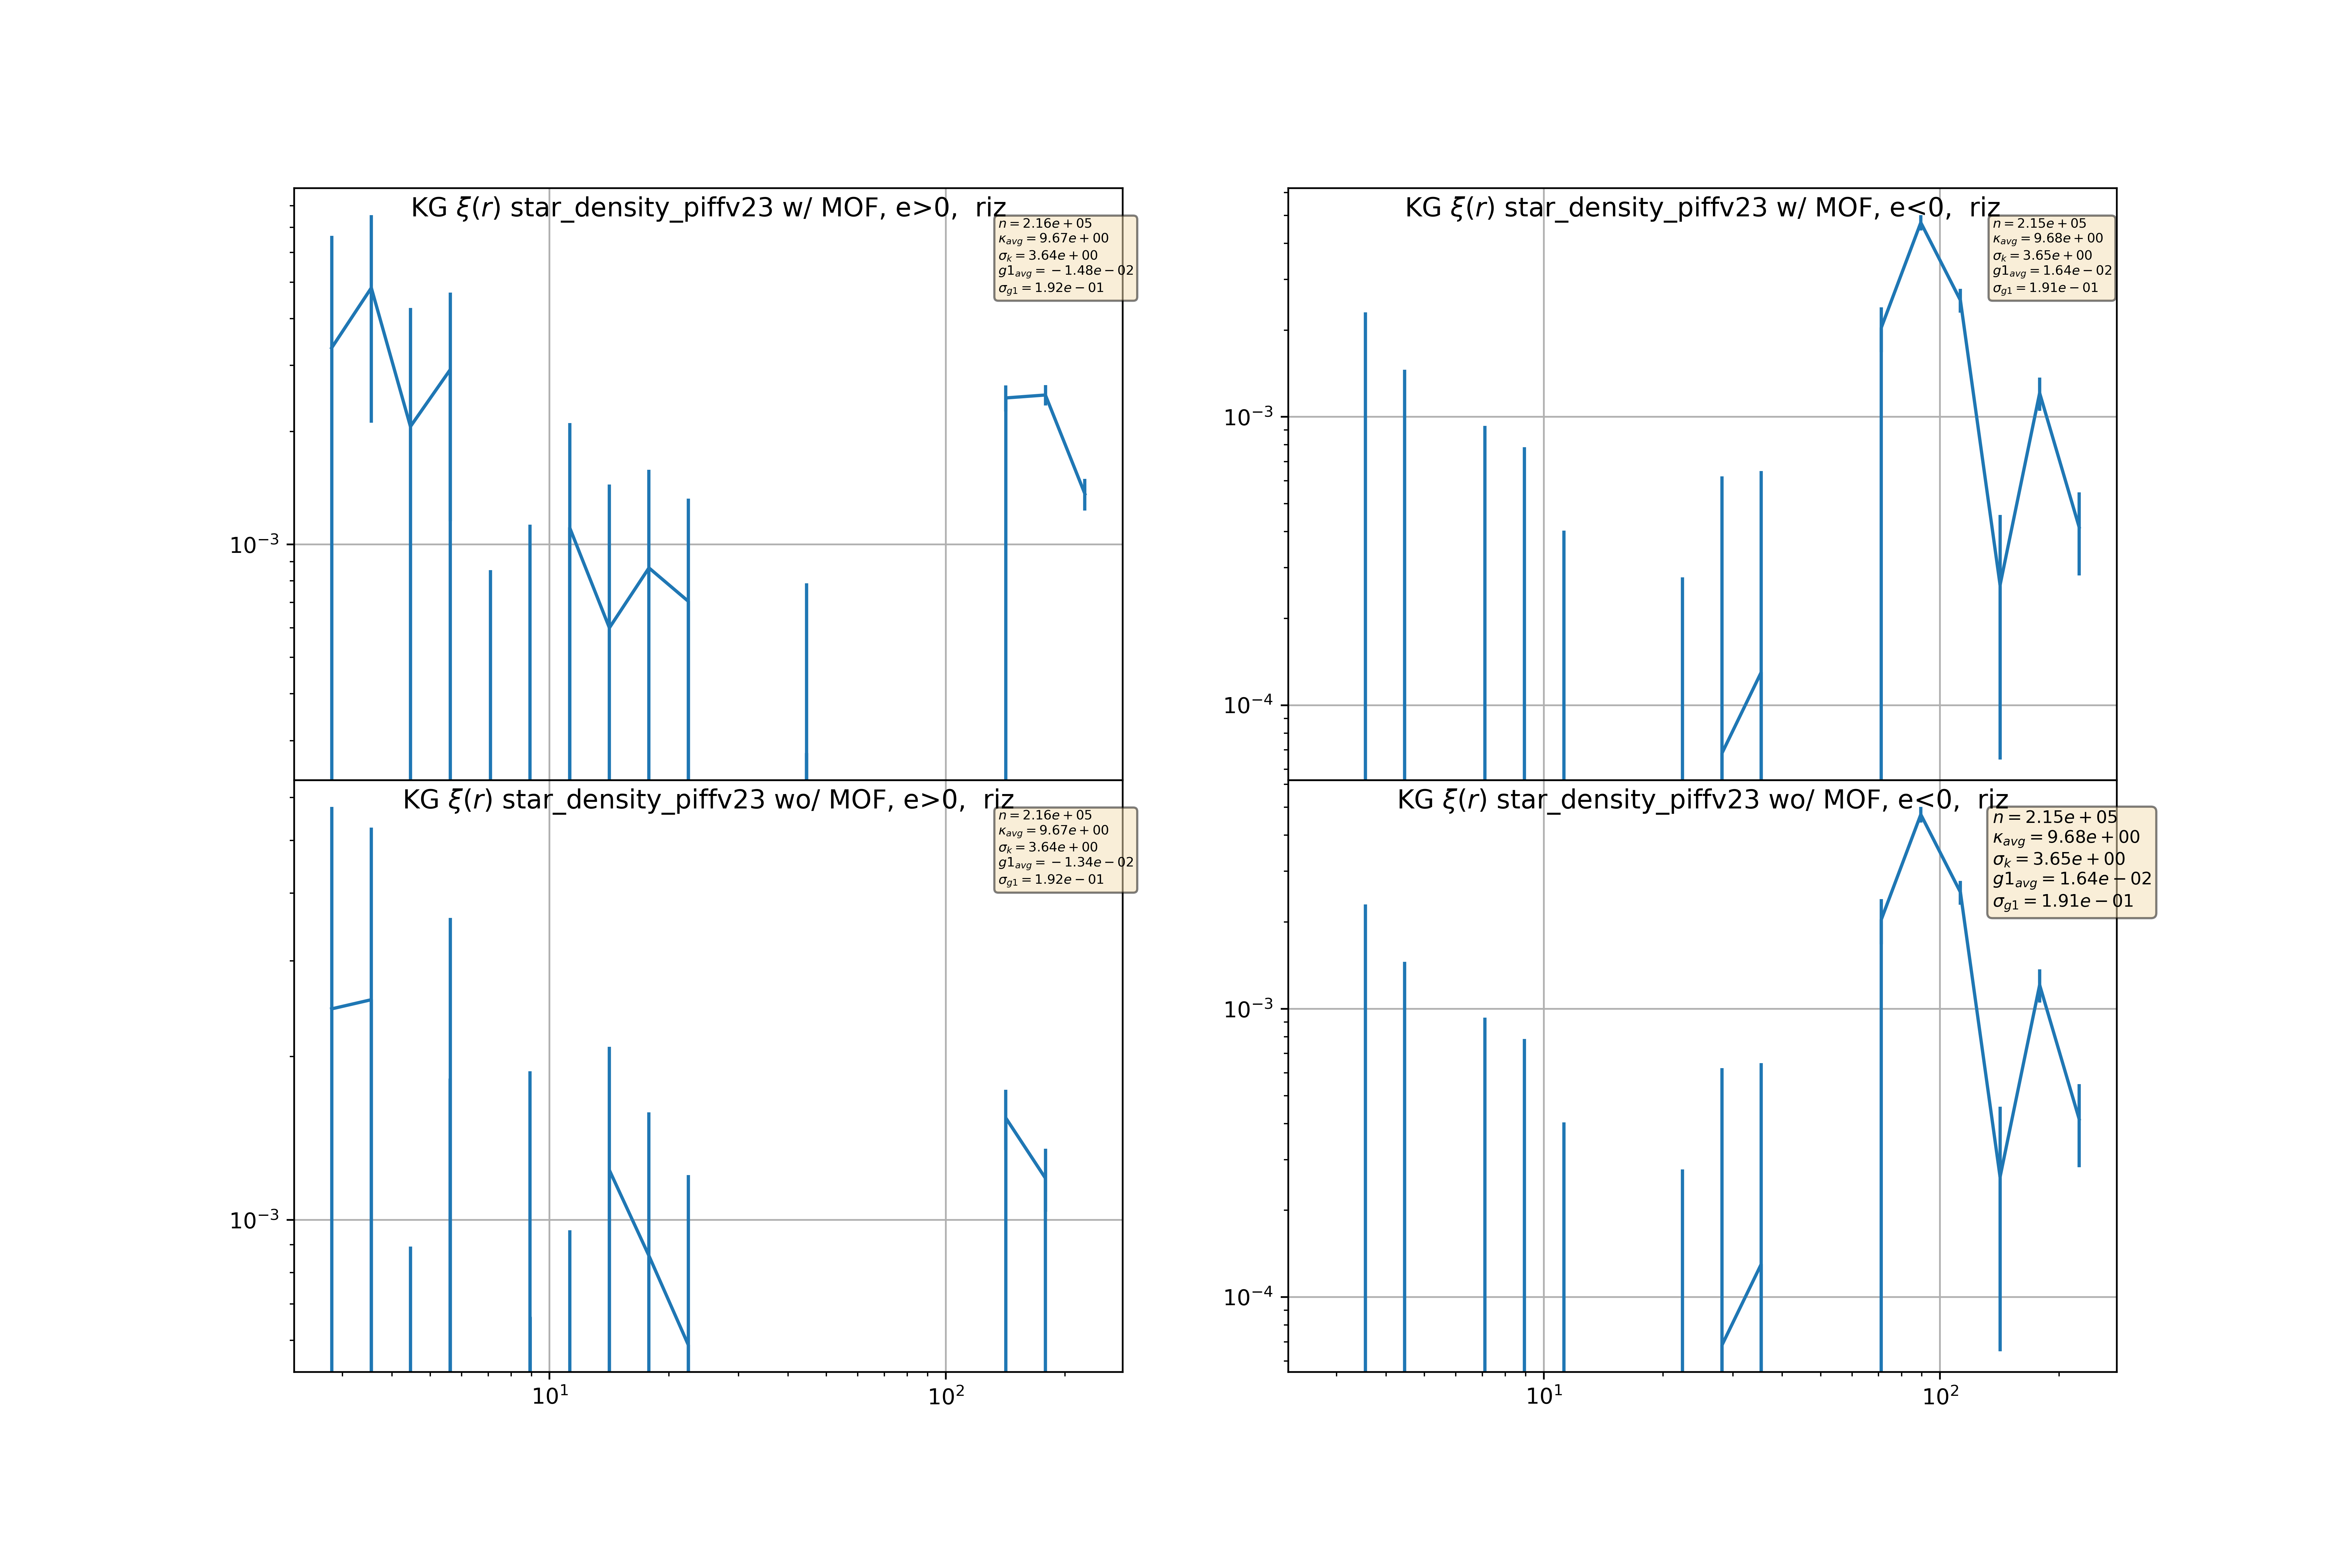 KG ξ(r) star_density_piffv23 w/ MOF, e>0,  riz
n = 2.16e + 05
κavg = 9.67e + 00
σk = 3.64e + 00
g1avg = − 1.48e − 02
σg1 = 1.92e − 01
10−3
KG ξ(r) star_density_piffv23 w/ MOF, e<0,  riz
n = 2.15e + 05
κavg = 9.68e + 00
σk = 3.65e + 00
g1avg = 1.64e − 02
σg1 = 1.91e − 01
10−3
10−4
KG ξ(r) star_density_piffv23 wo/ MOF, e>0,  riz
n = 2.16e + 05
κavg = 9.67e + 00
σk = 3.64e + 00
g1avg = − 1.34e − 02
σg1 = 1.92e − 01
10−3
101 102
KG ξ(r) star_density_piffv23 wo/ MOF, e<0,  riz
n = 2.15e + 05
κavg = 9.68e + 00
σk = 3.65e + 00
g1avg = 1.64e − 02
σg1 = 1.91e − 01
10−3
10−4
101 102